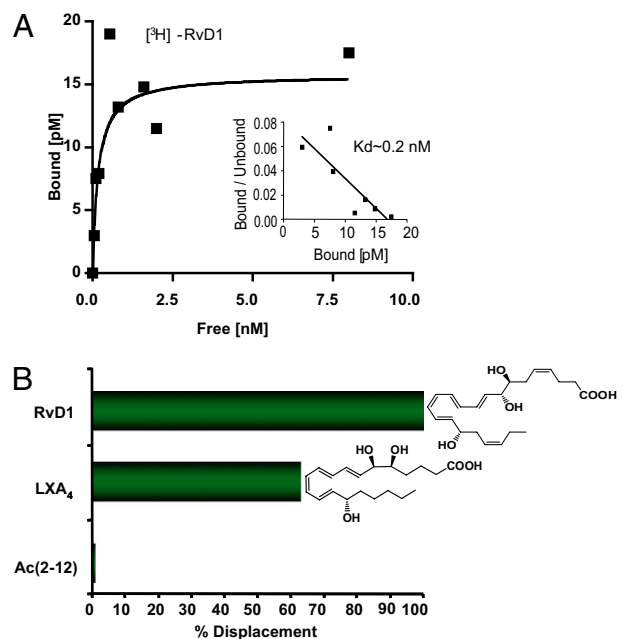 A
20
15
10
5
0
Bound [pM]
[³H] -RvD1
0.0 2.5 5.0 7.5 10.0
Free [nM]
0.08
0.06
0.04
0.02
0.00
Bound / Unbound
Kd~0.2 nM
0 5 10 15 20
Bound [pM]
B
RvD1
HO
OH
COOH
HO
LXA₄
HO OH
COOH
OH
Ac(2-12)
0 10 20 30 40 50 60 70 80 90 100
% Displacement